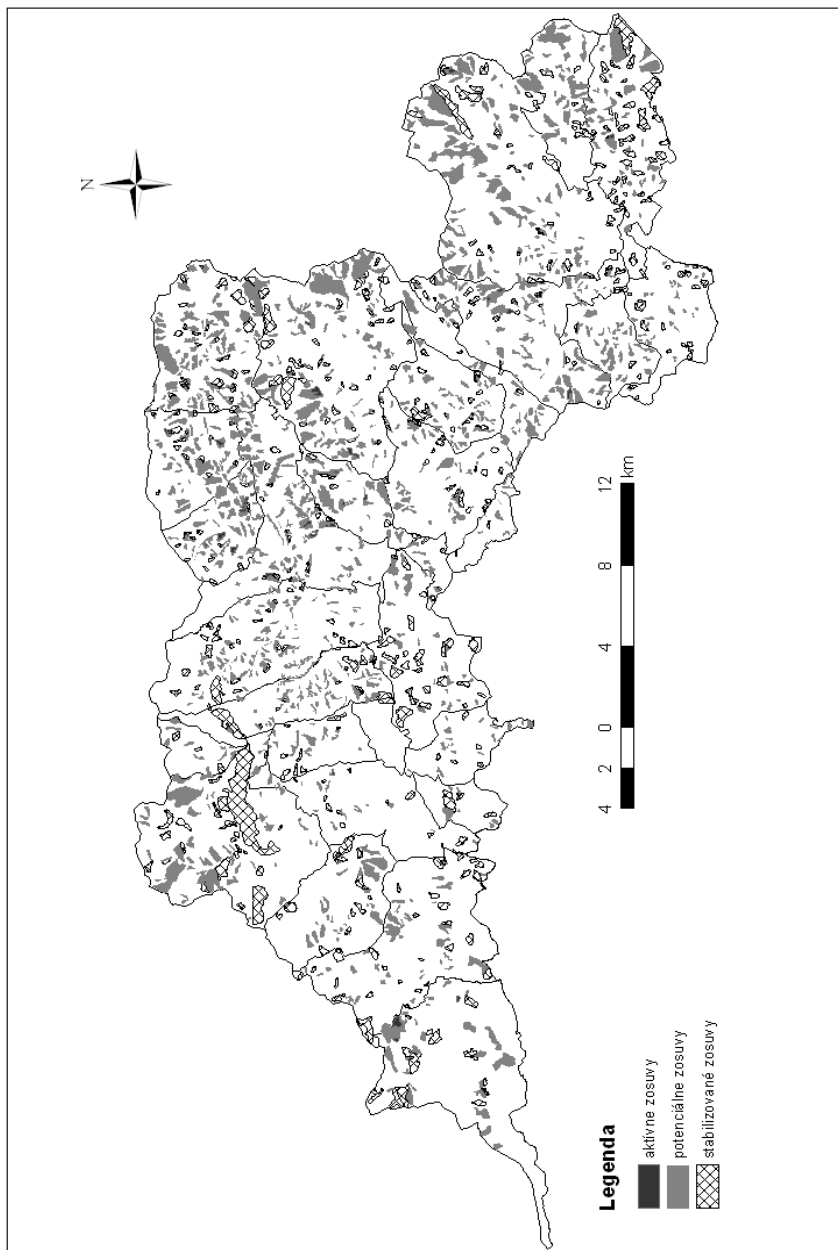 N
4 2 0 4 8 12
km
Legenda
aktívne zosuvy
potenciálne zosuvy
stabilizované zosuvy